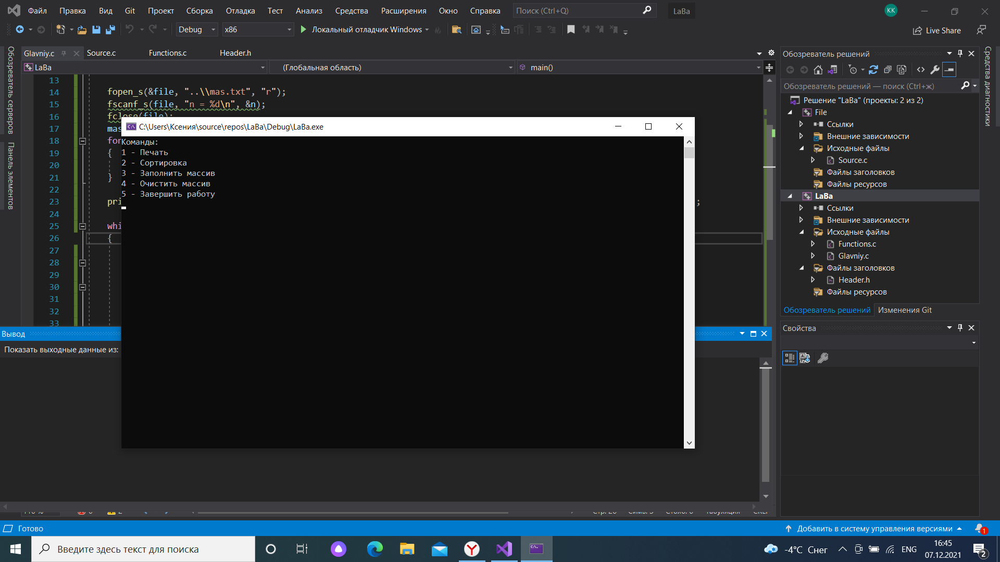 Файл Правка Вид Git Проект Сборка Отладка Тест Анализ Средства Расширения Окно Справка Поиск (Ctrl+Q) LaBa KK
Debug x86 Локальный отладчик Windows Live Share
Обозреватель серверов
Панель элементов
Glavniy.c Source.c Functions.c Header.h
LaBa (Глобальная область) main()
13
14 fopen_s(&file, "..\\mas.txt", "r");
15 fscanf_s(file, "n = %d\n", &n);
16 fclose(file);
17 mas
18 for
19 {
20
21 }
22
23 pri ;
24
25 whi
26 {
27
28
29
30
31
32
33
C:\Users\Ксения\source\repos\LaBa\Debug\LaBa.exe
Команды:
1 - Печать
2 - Сортировка
3 - Заполнить массив
4 - Очистить массив
5 - Завершить работу
Вывод
Показать выходные данные из:
Обозреватель решений
Обозреватель решений — поиск (Ctrl+ж)
Решение "LaBa" (проекты: 2 из 2)
File
Ссылки
Внешние зависимости
Исходные файлы
Source.c
Файлы заголовков
Файлы ресурсов
LaBa
Ссылки
Внешние зависимости
Исходные файлы
Functions.c
Glavniy.c
Файлы заголовков
Header.h
Файлы ресурсов
Обозреватель решений Изменения Git
Свойства
Средства диагностики
Готово
Добавить в систему управления версиями 1
Введите здесь текст для поиска
-4°C Снег ENG 16:45
07.12.2021 2